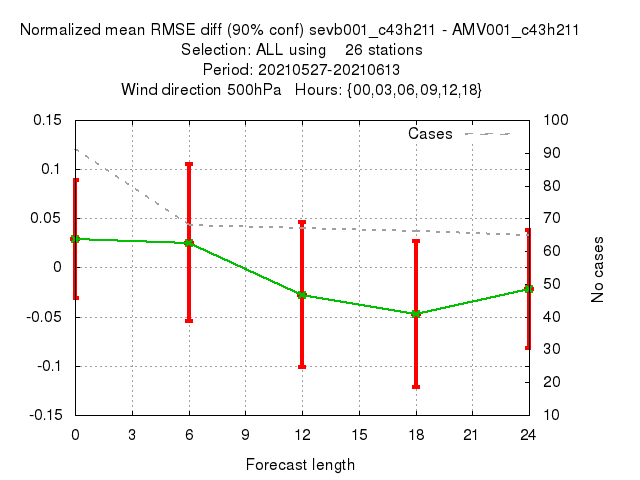 Normalized mean RMSE diff (90% conf) sevb001_c43h211 - AMV001_c43h211
Selection: ALL using    26 stations
Period: 20210527-20210613
Wind direction 500hPa   Hours: {00,03,06,09,12,18}
Cases
0.15
0.1
0.05
0
-0.05
-0.1
-0.15
100
90
80
70
60
50
40
30
20
10
No cases
0 3 6 9 12 15 18 21 24
Forecast length